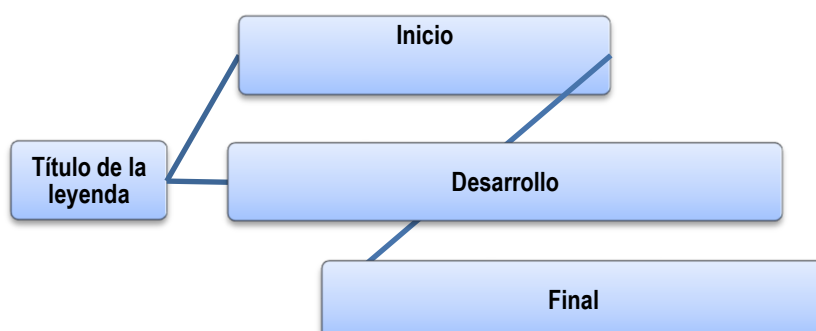 Inicio
Título de la
leyenda
Desarrollo
Final